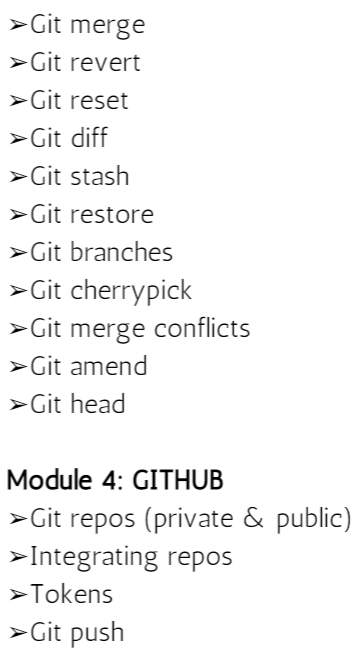 ➢Git merge
➢Git revert
➢Git reset
➢Git diff
➢Git stash
➢Git restore
➢Git branches
➢Git cherrypick
➢Git merge conflicts
➢Git amend
➢Git head
Module 4: GITHUB
➢Git repos (private & public)
➢Integrating repos
➢Tokens
➢Git push